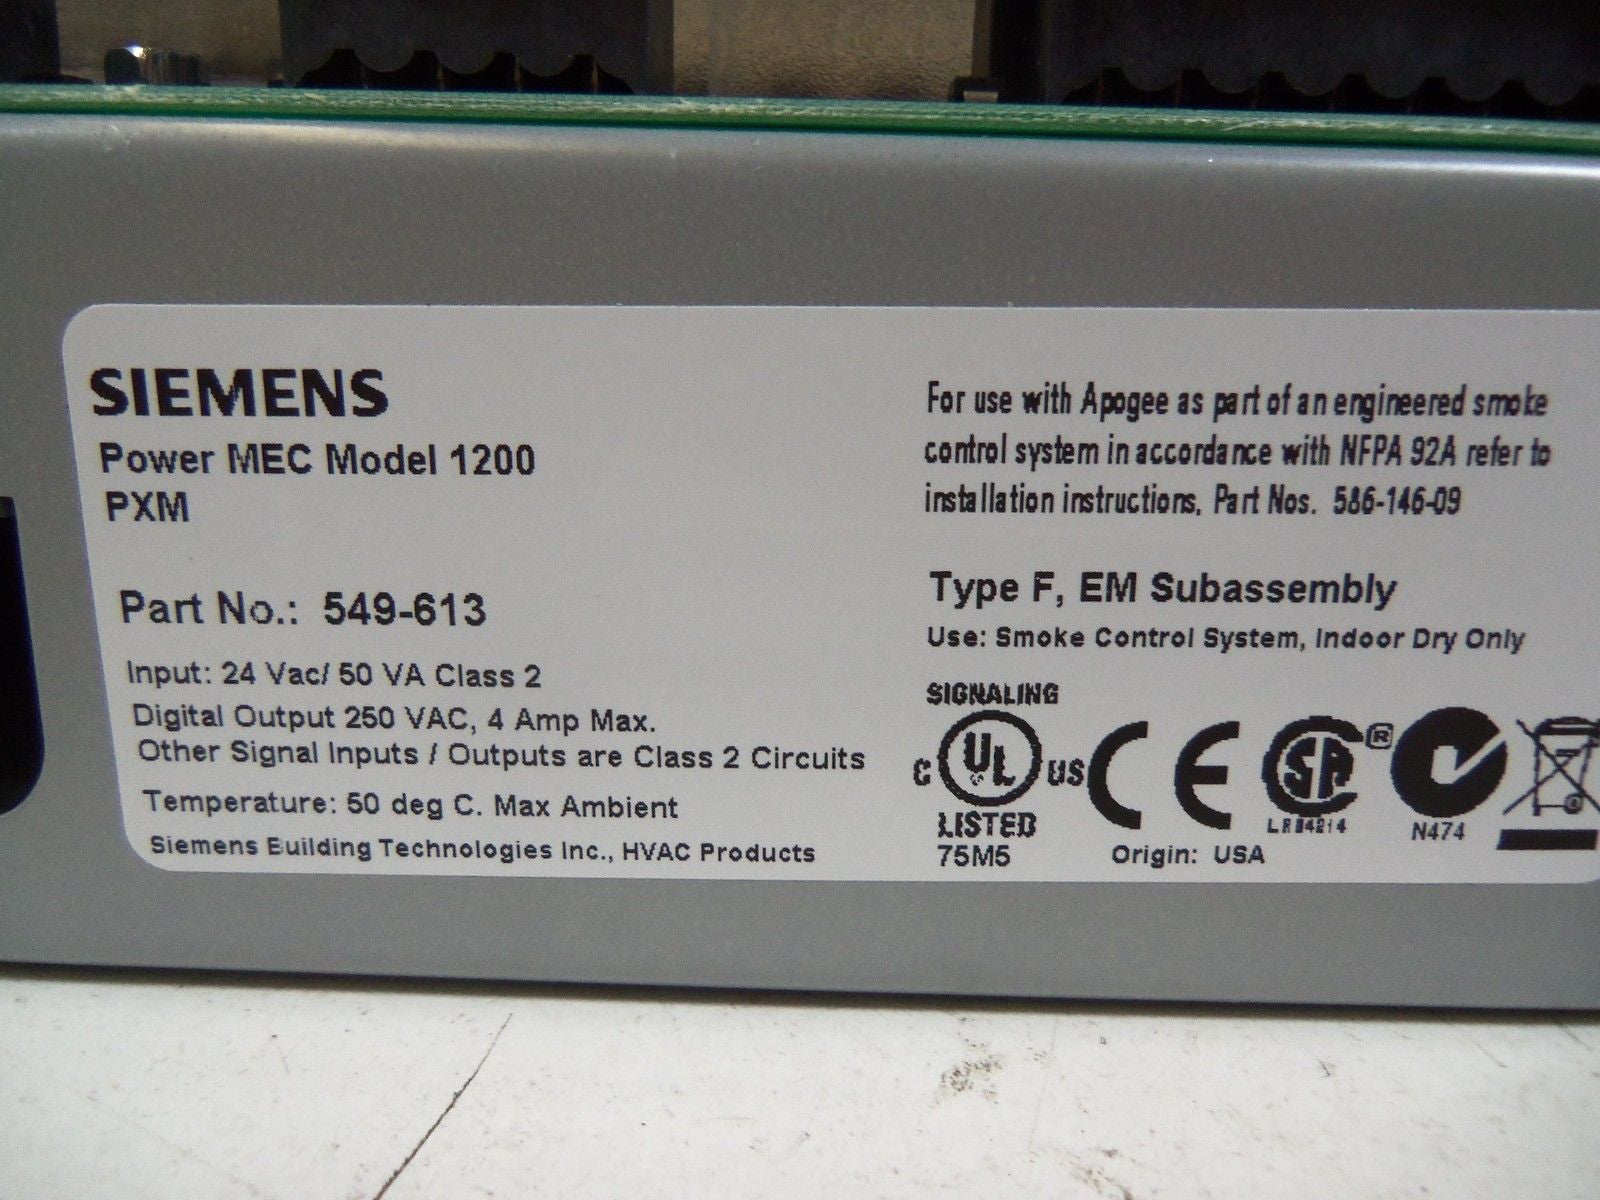 SIEMENS
Power MEC Model 1200
PXM
Part No.: 549-613
Input: 24 Vac/ 50 VA Class 2
Digital Output 250 VAC, 4 Amp Max.
Other Signal Inputs / Outputs are Class 2 Circuits
Temperature: 50 deg C. Max Ambient
Siemens Building Technologies Inc., HVAC Products
For use with Apogee as part of an engineered smoke
control system in accordance with NFPA 92A refer to
installation instructions, Part Nos. 586-146-09
Type F, EM Subassembly
Use: Smoke Control System, Indoor Dry Only
SIGNALING
C UL US CE SA ®
LISTED
75M5
N474
Origin: USA